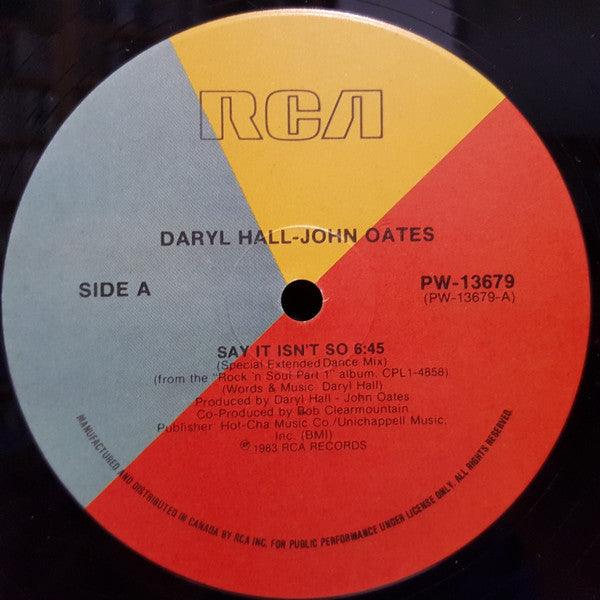 RCA
DARYL HALL-JOHN OATES
SIDE A
PW-13679
(PW-13679-A)
SAY IT ISN'T SO 6:45
(Special Extended Dance Mix)
(from the "Rock 'n Soul Part 1" album, CPL1-4858)
(Words & Music: Daryl Hall)
Produced by Daryl Hall - John Oates
Co-Produced by Bob Clearmountain
Publisher: Hot-Cha Music Co./Unichappell Music,
Inc. (BMI)
℗ 1983 RCA RECORDS
MANUFACTURED AND DISTRIBUTED IN CANADA BY RCA INC. FOR PUBLIC PERFORMANCE UNDER LICENSE ONLY. ALL RIGHTS RESERVED.